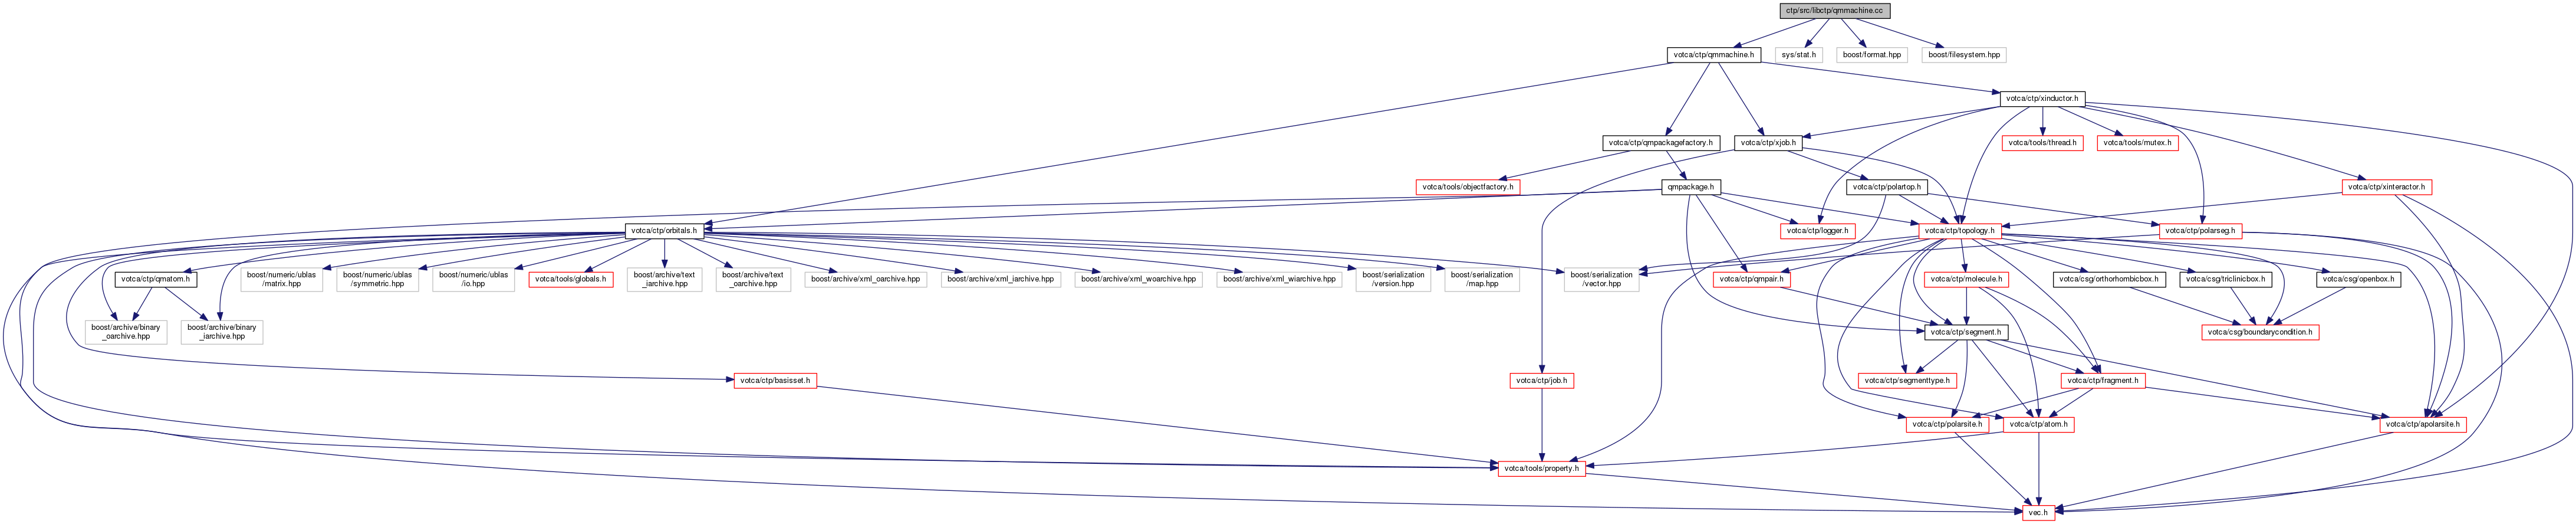 ctp/src/libctp/qmmachine.cc
votca/ctp/qmmachine.h
sys/stat.h
boost/format.hpp
boost/filesystem.hpp
votca/ctp/xinductor.h
votca/ctp/qmpackagefactory.h
votca/ctp/xjob.h
votca/tools/thread.h
votca/tools/mutex.h
votca/tools/objectfactory.h
qmpackage.h
votca/ctp/polartop.h
votca/ctp/xinteractor.h
votca/ctp/orbitals.h
votca/ctp/logger.h
votca/ctp/topology.h
votca/ctp/polarseg.h
votca/ctp/qmatom.h
boost/numeric/ublas
/matrix.hpp
boost/numeric/ublas
/symmetric.hpp
boost/numeric/ublas
/io.hpp
votca/tools/globals.h
boost/archive/text
_iarchive.hpp
boost/archive/text
_oarchive.hpp
boost/archive/xml_oarchive.hpp
boost/archive/xml_iarchive.hpp
boost/archive/xml_woarchive.hpp
boost/archive/xml_wiarchive.hpp
boost/serialization
/version.hpp
boost/serialization
/map.hpp
boost/serialization
/vector.hpp
votca/ctp/qmpair.h
votca/ctp/molecule.h
votca/csg/orthorhombicbox.h
votca/csg/triclinicbox.h
votca/csg/openbox.h
boost/archive/binary
_oarchive.hpp
boost/archive/binary
_iarchive.hpp
votca/ctp/segment.h
votca/csg/boundarycondition.h
votca/ctp/basisset.h
votca/ctp/job.h
votca/ctp/segmenttype.h
votca/ctp/fragment.h
votca/ctp/polarsite.h
votca/ctp/atom.h
votca/ctp/apolarsite.h
votca/tools/property.h
vec.h